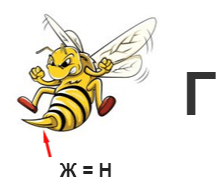 Г
Ж = Н